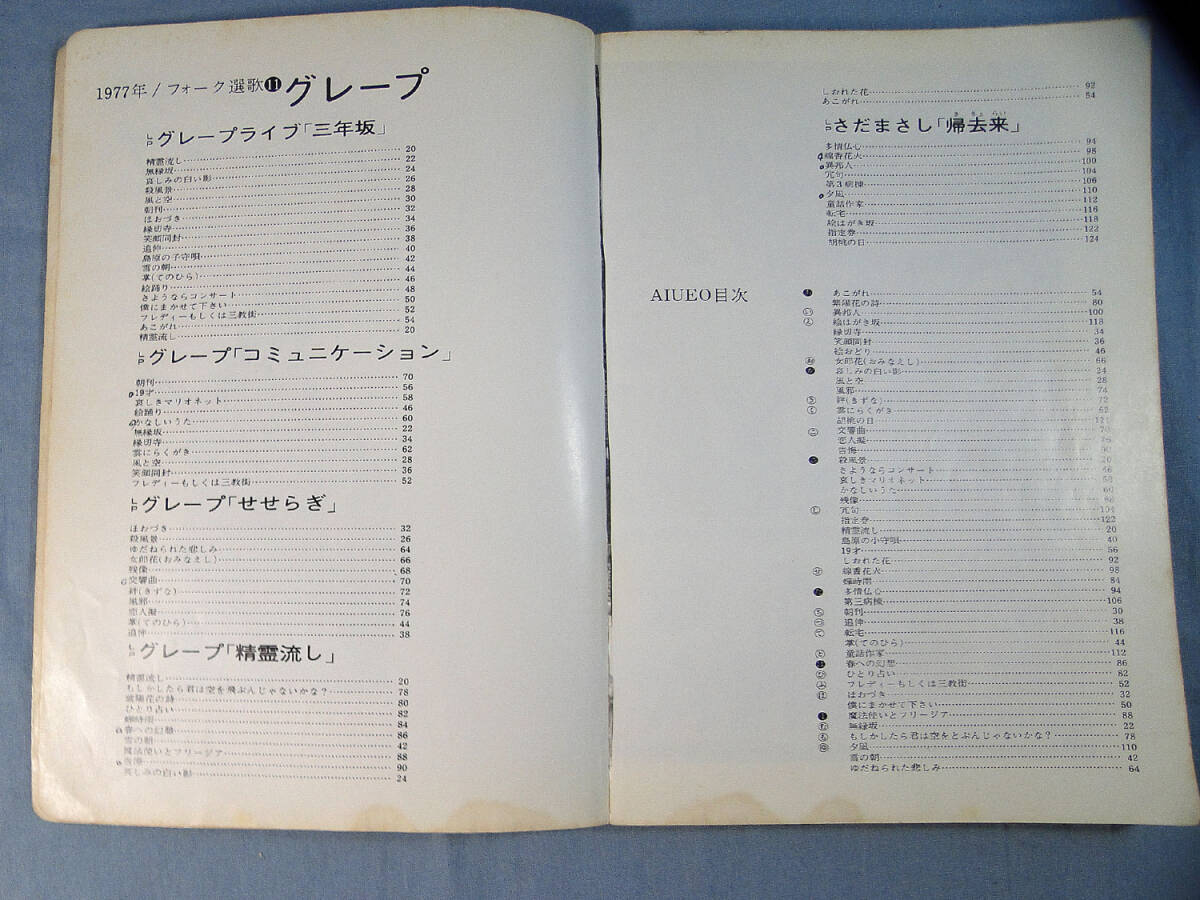 1977年/フォーク選歌⓫グレープ
LPグレープライブ「三年坂」
精霊流し 20
無縁坂 22
哀しみの白い影 24
殺風景 26
風と空 28
朝刊 30
ほおづき 32
縁切寺 34
笑顔同封 36
追伸 38
島原の子守唄 40
雪の朝 42
掌(てのひら) 44
絵踊り 46
さようならコンサート 48
僕にまかせて下さい 50
フレディーもしくは三教街 52
あこがれ 54
精霊流し 20
LPグレープ「コミュニケーション」
朝刊 70
19才 56
哀しきマリオネット 58
絵踊り 46
かなしいうた 60
無縁坂 22
縁切寺 34
雲にらくがき 62
風と空 28
笑顔同封 36
フレディーもしくは三教街 52
LPグレープ「せせらぎ」
ほおづき 32
殺風景 26
ゆだねられた悲しみ 64
女郎花(おみなえし) 66
残像 68
交響曲 70
絆(きずな) 72
風邪 74
恋人擬 76
掌(てのひら) 44
追伸 38
LPグレープ「精霊流し」
精霊流し 20
もしかしたら君は空を飛ぶんじゃないかな? 78
紫陽花の詩 80
ひとり占い 82
蝉時雨 84
春への幻想 86
雪の朝 42
魔法使いとフリージア 88
告悔 90
哀しみの白い影 24
しおれた花 92
あこがれ 54
LPさだまさし「帰去来」
き きょ らい
多情仏心 94
線香花火 98
異邦人 100
冗句 104
第3病棟 106
夕凪 110
童話作家 112
転宅 116
絵はがき坂 118
指定券 122
胡桃の日 124
AIUEO目次
あこがれ 54
紫陽花の詩 80
㋑ 異邦人 100
㋓ 絵はがき坂 118
縁切寺 34
笑顔同封 36
絵おどり 46
女郎花(おみなえし) 66
哀しみの白い影 24
風と空 28
風邪 74
絆(きずな) 72
雲にらくがき 62
胡桃の日
交響曲 70
恋人擬 76
告悔 90
殺風景 26
さようならコンサート
哀しきマリオネット 58
かなしいうた 60
残像
冗句 104
指定券 122
精霊流し 20
島原の小守唄 40
19才 56
しおれた花 92
線香花火 98
蝉時雨 84
多情仏心 94
第三病棟 106
朝刊 30
追伸 38
転宅 116
掌(てのひら) 44
童話作家 112
春への幻想 86
ひとり占い 82
フレディーもしくは三教街 52
ほおづき 32
僕にまかせて下さい 50
魔法使いとフリージア 88
無縁坂 22
もしかしたら君は空をとぶんじゃないかな? 78
夕凪 110
雪の朝 42
ゆだねられた悲しみ 64